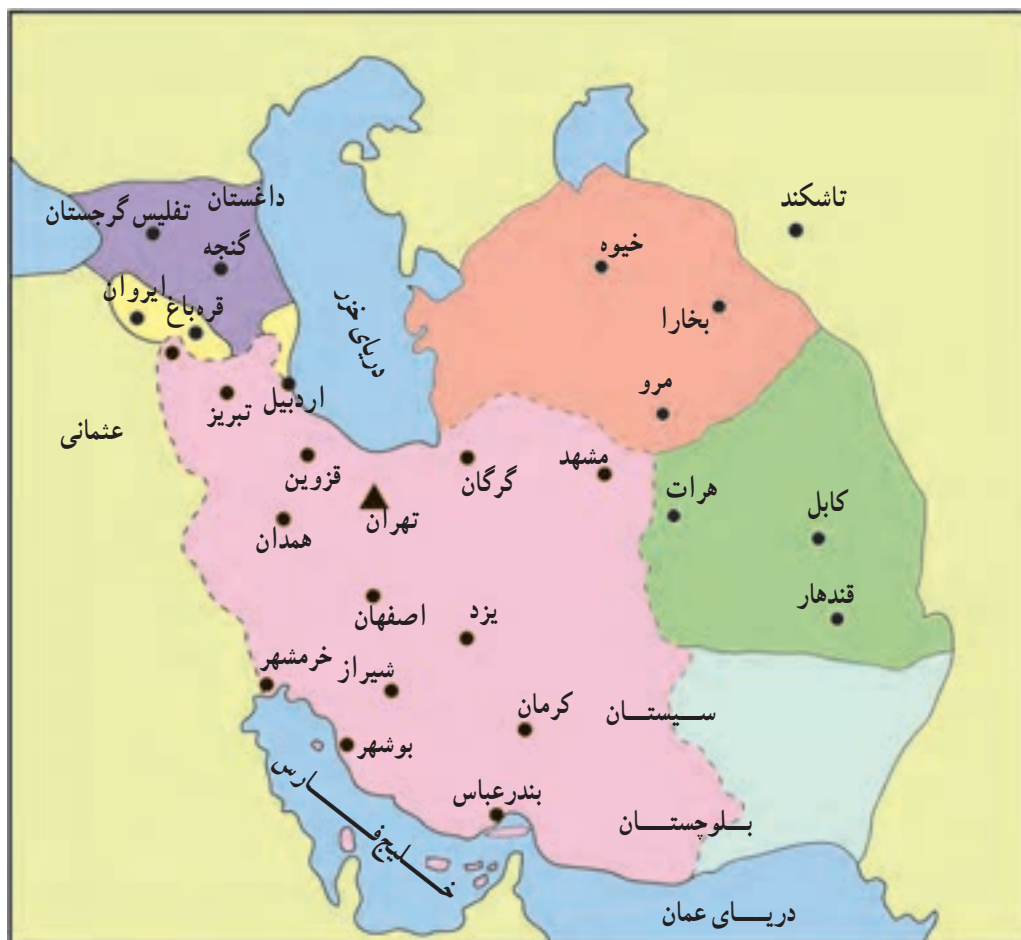 تاشکند
داغستان
تفلیس گرجستان
گنجه
خیوه
ایروان
قره‌باغ
بخارا
دریای خزر
مرو
اردبیل
تبریز
عثمانی
مشهد
گرگان
قزوین
هرات
کابل
تهران
همدان
قندهار
اصفهان
یزد
خرمشهر
شیراز
کرمان
سیستان
بوشهر
بندرعباس
بلوچستان
خلیج فارس
دریای عمان